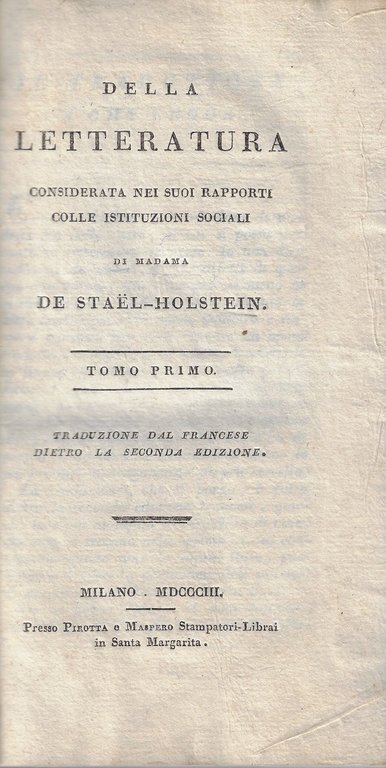 DELLA
LETTERATURA
CONSIDERATA NEI SUOI RAPPORTI
COLLE ISTITUZIONI SOCIALI
DI MADAMA
DE STAËL-HOLSTEIN.
TOMO PRIMO.
TRADUZIONE DAL FRANCESE
DIETRO LA SECONDA EDIZIONE.
MILANO . MDCCCIII.
Presso PIROTTA e MASPERO Stampatori-Librai
in Santa Margarita.